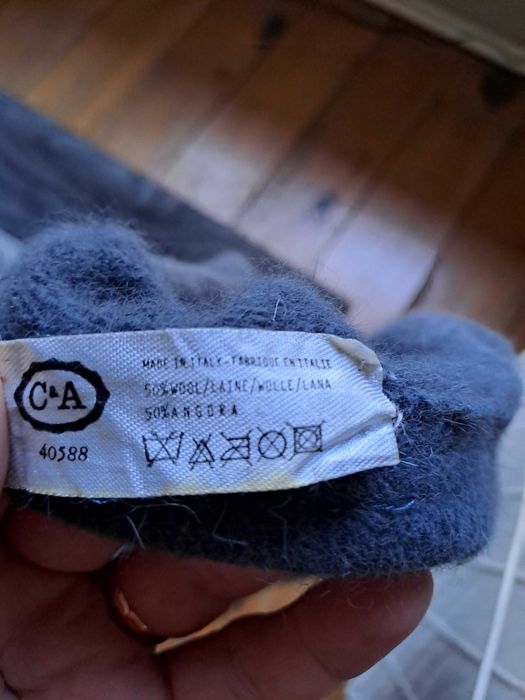 C&A
40588
MADE IN ITALY-FABRIQUE EN ITALIE
50%WOOL/LAINE/WOLLE/LANA
50%ANGORA